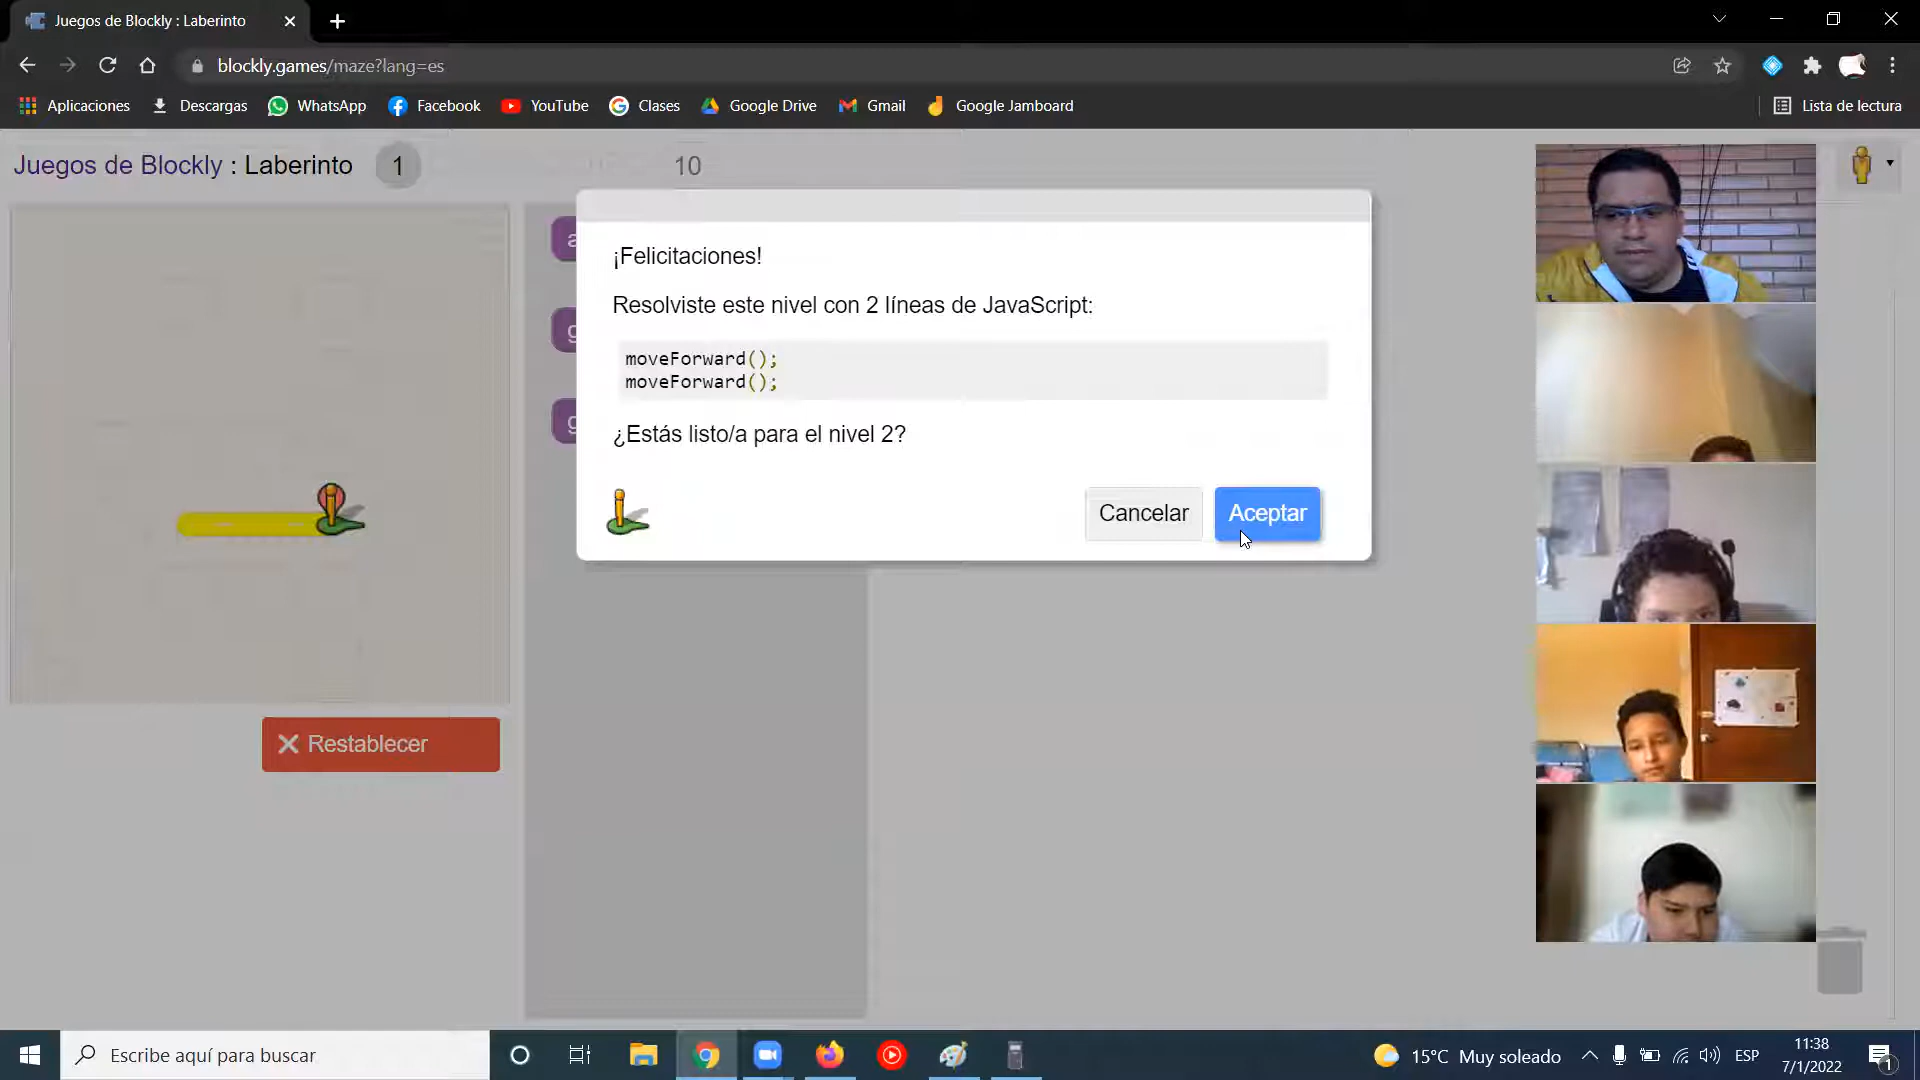 Juegos de Blockly : Laberinto
blockly.games/maze?lang=es
Aplicaciones
Descargas
WhatsApp
Facebook
YouTube
Clases
Google Drive
Gmail
Google Jamboard
Lista de lectura
Juegos de Blockly : Laberinto 1 10
¡Felicitaciones!
Resolviste este nivel con 2 líneas de JavaScript:
moveForward();
moveForward();
¿Estás listo/a para el nivel 2?
Cancelar
Aceptar
Restablecer
Escribe aquí para buscar
15°C Muy soleado
ESP
11:38
7/1/2022
1